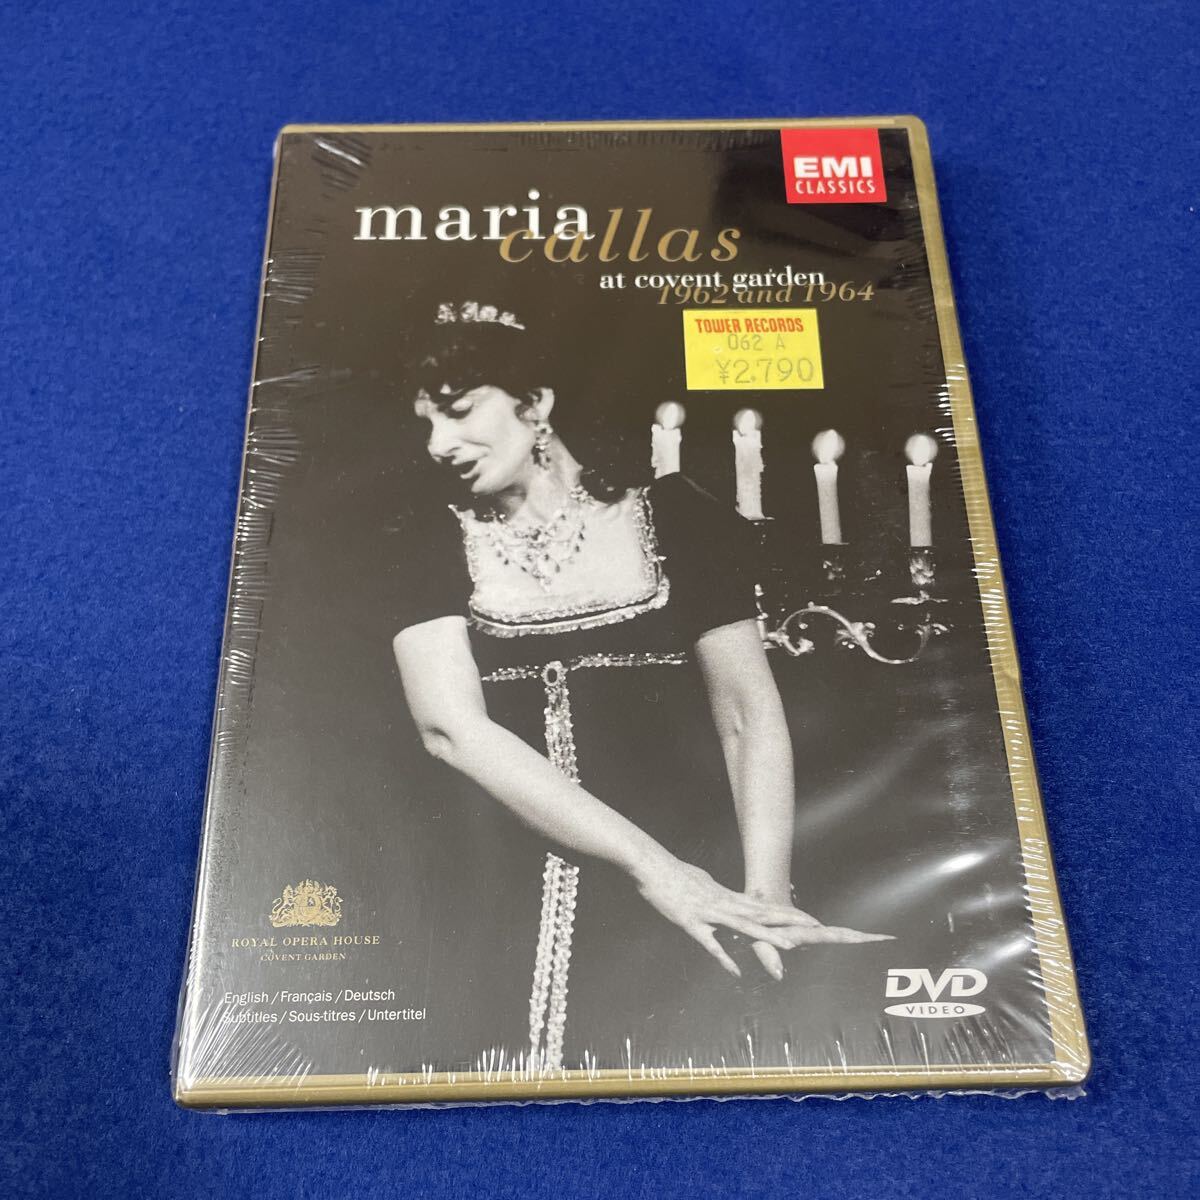 EMI
CLASSICS
maria
callas
at covent garden
1962 and 1964
TOWER RECORDS
062 A
¥2.790
ROYAL OPERA HOUSE
COVENT GARDEN
English / Français / Deutsch
Subtitles / Sous-titres / Untertitel
DVD
VIDEO